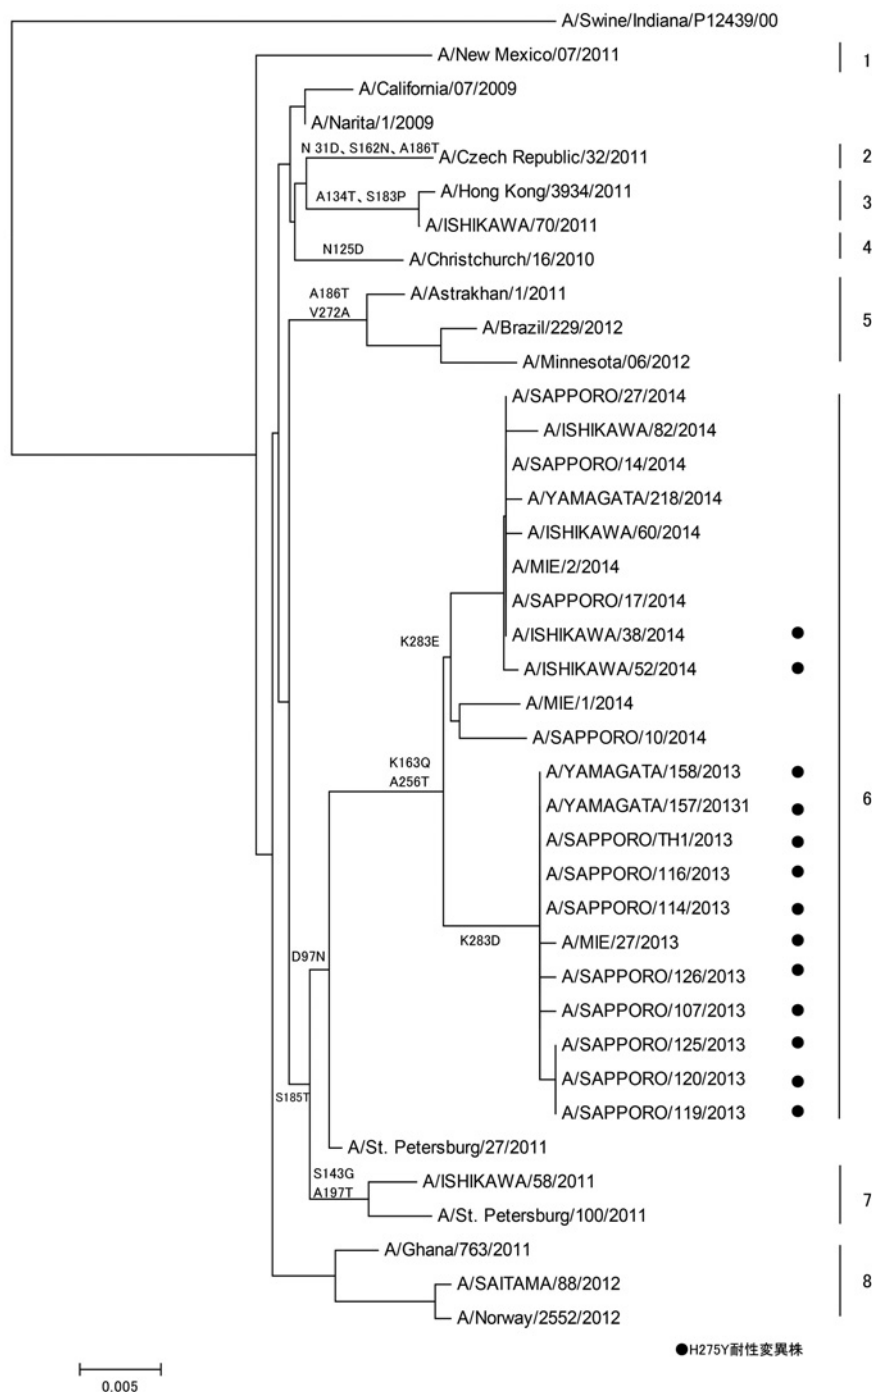 A/Swine/Indiana/P12439/00
A/New Mexico/07/2011
1
A/California/07/2009
A/Narita/1/2009
N 31D、S162N、A186T
A/Czech Republic/32/2011
2
A/Hong Kong/3934/2011
A134T、S183P
3
A/ISHIKAWA/70/2011
N125D
4
A/Christchurch/16/2010
A186T
A/Astrakhan/1/2011
V272A
5
A/Brazil/229/2012
A/Minnesota/06/2012
A/SAPPORO/27/2014
A/ISHIKAWA/82/2014
A/SAPPORO/14/2014
A/YAMAGATA/218/2014
A/ISHIKAWA/60/2014
A/MIE/2/2014
A/SAPPORO/17/2014
A/ISHIKAWA/38/2014 ●
K283E
A/ISHIKAWA/52/2014 ●
A/MIE/1/2014
A/SAPPORO/10/2014
K163Q
A/YAMAGATA/158/2013 ●
A256T
6
A/YAMAGATA/157/20131 ●
A/SAPPORO/TH1/2013 ●
A/SAPPORO/116/2013 ●
A/SAPPORO/114/2013 ●
K283D
A/MIE/27/2013 ●
D97N
A/SAPPORO/126/2013 ●
A/SAPPORO/107/2013 ●
A/SAPPORO/125/2013 ●
A/SAPPORO/120/2013 ●
S185T
A/SAPPORO/119/2013 ●
A/St. Petersburg/27/2011
S143G
A/ISHIKAWA/58/2011
A197T
7
A/St. Petersburg/100/2011
A/Ghana/763/2011
A/SAITAMA/88/2012
8
A/Norway/2552/2012
●H275Y耐性変異株
0.005